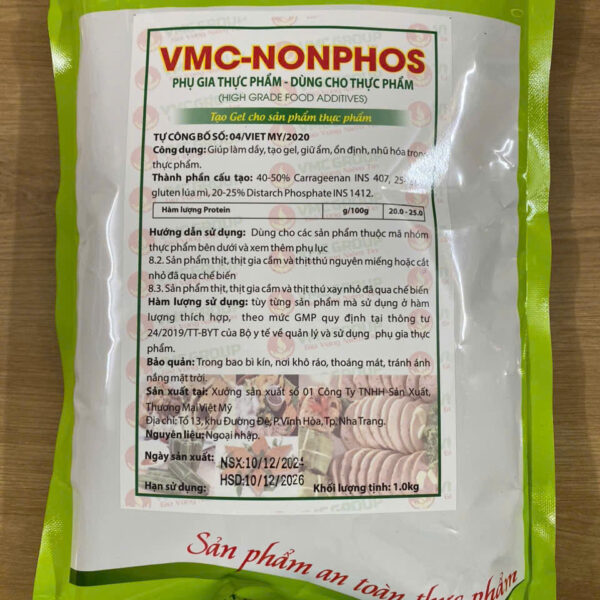 VMC-NONPHOS
PHỤ GIA THỰC PHẨM - DÙNG CHO THỰC PHẨM
(HIGH GRADE FOOD ADDITIVES)
Tạo Gel cho sản phẩm thực phẩm
TỰ CÔNG BỐ SỐ: 04/VIET MY/2020
Công dụng: Giúp làm dầy, tạo gel, giữ ẩm, ổn định, nhũ hóa trong
thực phẩm.
Thành phần cấu tạo: 40-50% Carrageenan INS 407,
gluten lúa mì, 20-25% Distarch Phosphate INS 1412.
Hàm lượng Protein g/100g 20.0 - 25.0
Hướng dẫn sử dụng: Dùng cho các sản phẩm thuộc mã nhóm
thực phẩm bên dưới và xem thêm phụ lục
8.2. Sản phẩm thịt, thịt gia cầm và thịt thú nguyên miếng hoặc cắt
nhỏ đã qua chế biến
8.3. Sản phẩm thịt, thịt gia cầm và thịt thú xay nhỏ đã qua chế biến
Hàm lượng sử dụng: tùy từng sản phẩm mà sử dụng ở hàm
lượng thích hợp, theo mức GMP quy định tại thông tư
24/2019/TT-BYT của Bộ y tế về quản lý và sử dụng phụ gia thực
phẩm.
Bảo quản: Trong bao bì kín, nơi khô ráo, thoáng mát, tránh ánh
nắng mặt trời.
Sản xuất tại: Xưởng sản xuất số 01 Công Ty TNHH Sản Xuất,
Thương Mại Việt Mỹ
Địa chỉ: Tổ 13, khu Đường Đệ, P. Vĩnh Hòa, Tp. Nha Trang.
Nguyên liệu: Ngoại nhập.
Ngày sản xuất: NSX:10/12/2024
Hạn sử dụng: HSD:10/12/2026 Khối lượng tịnh: 1.0kg
Sản phẩm an toàn thực phẩm